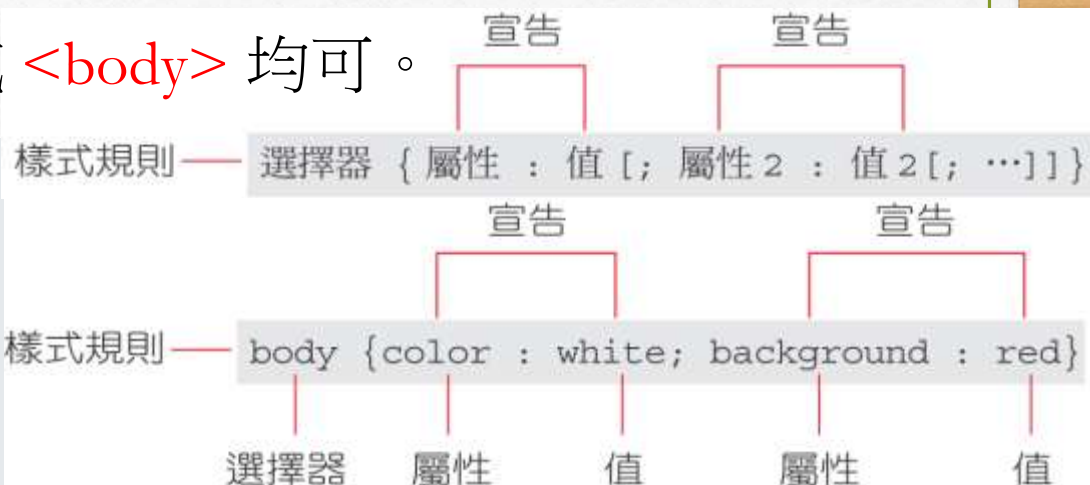 宣告 宣告
<body> 均可。
樣式規則 選擇器 { 屬性 : 值 [; 屬性 2 : 值 2[; …]]}
宣告 宣告
樣式規則 body {color : white; background : red}
選擇器 屬性 值 屬性 值